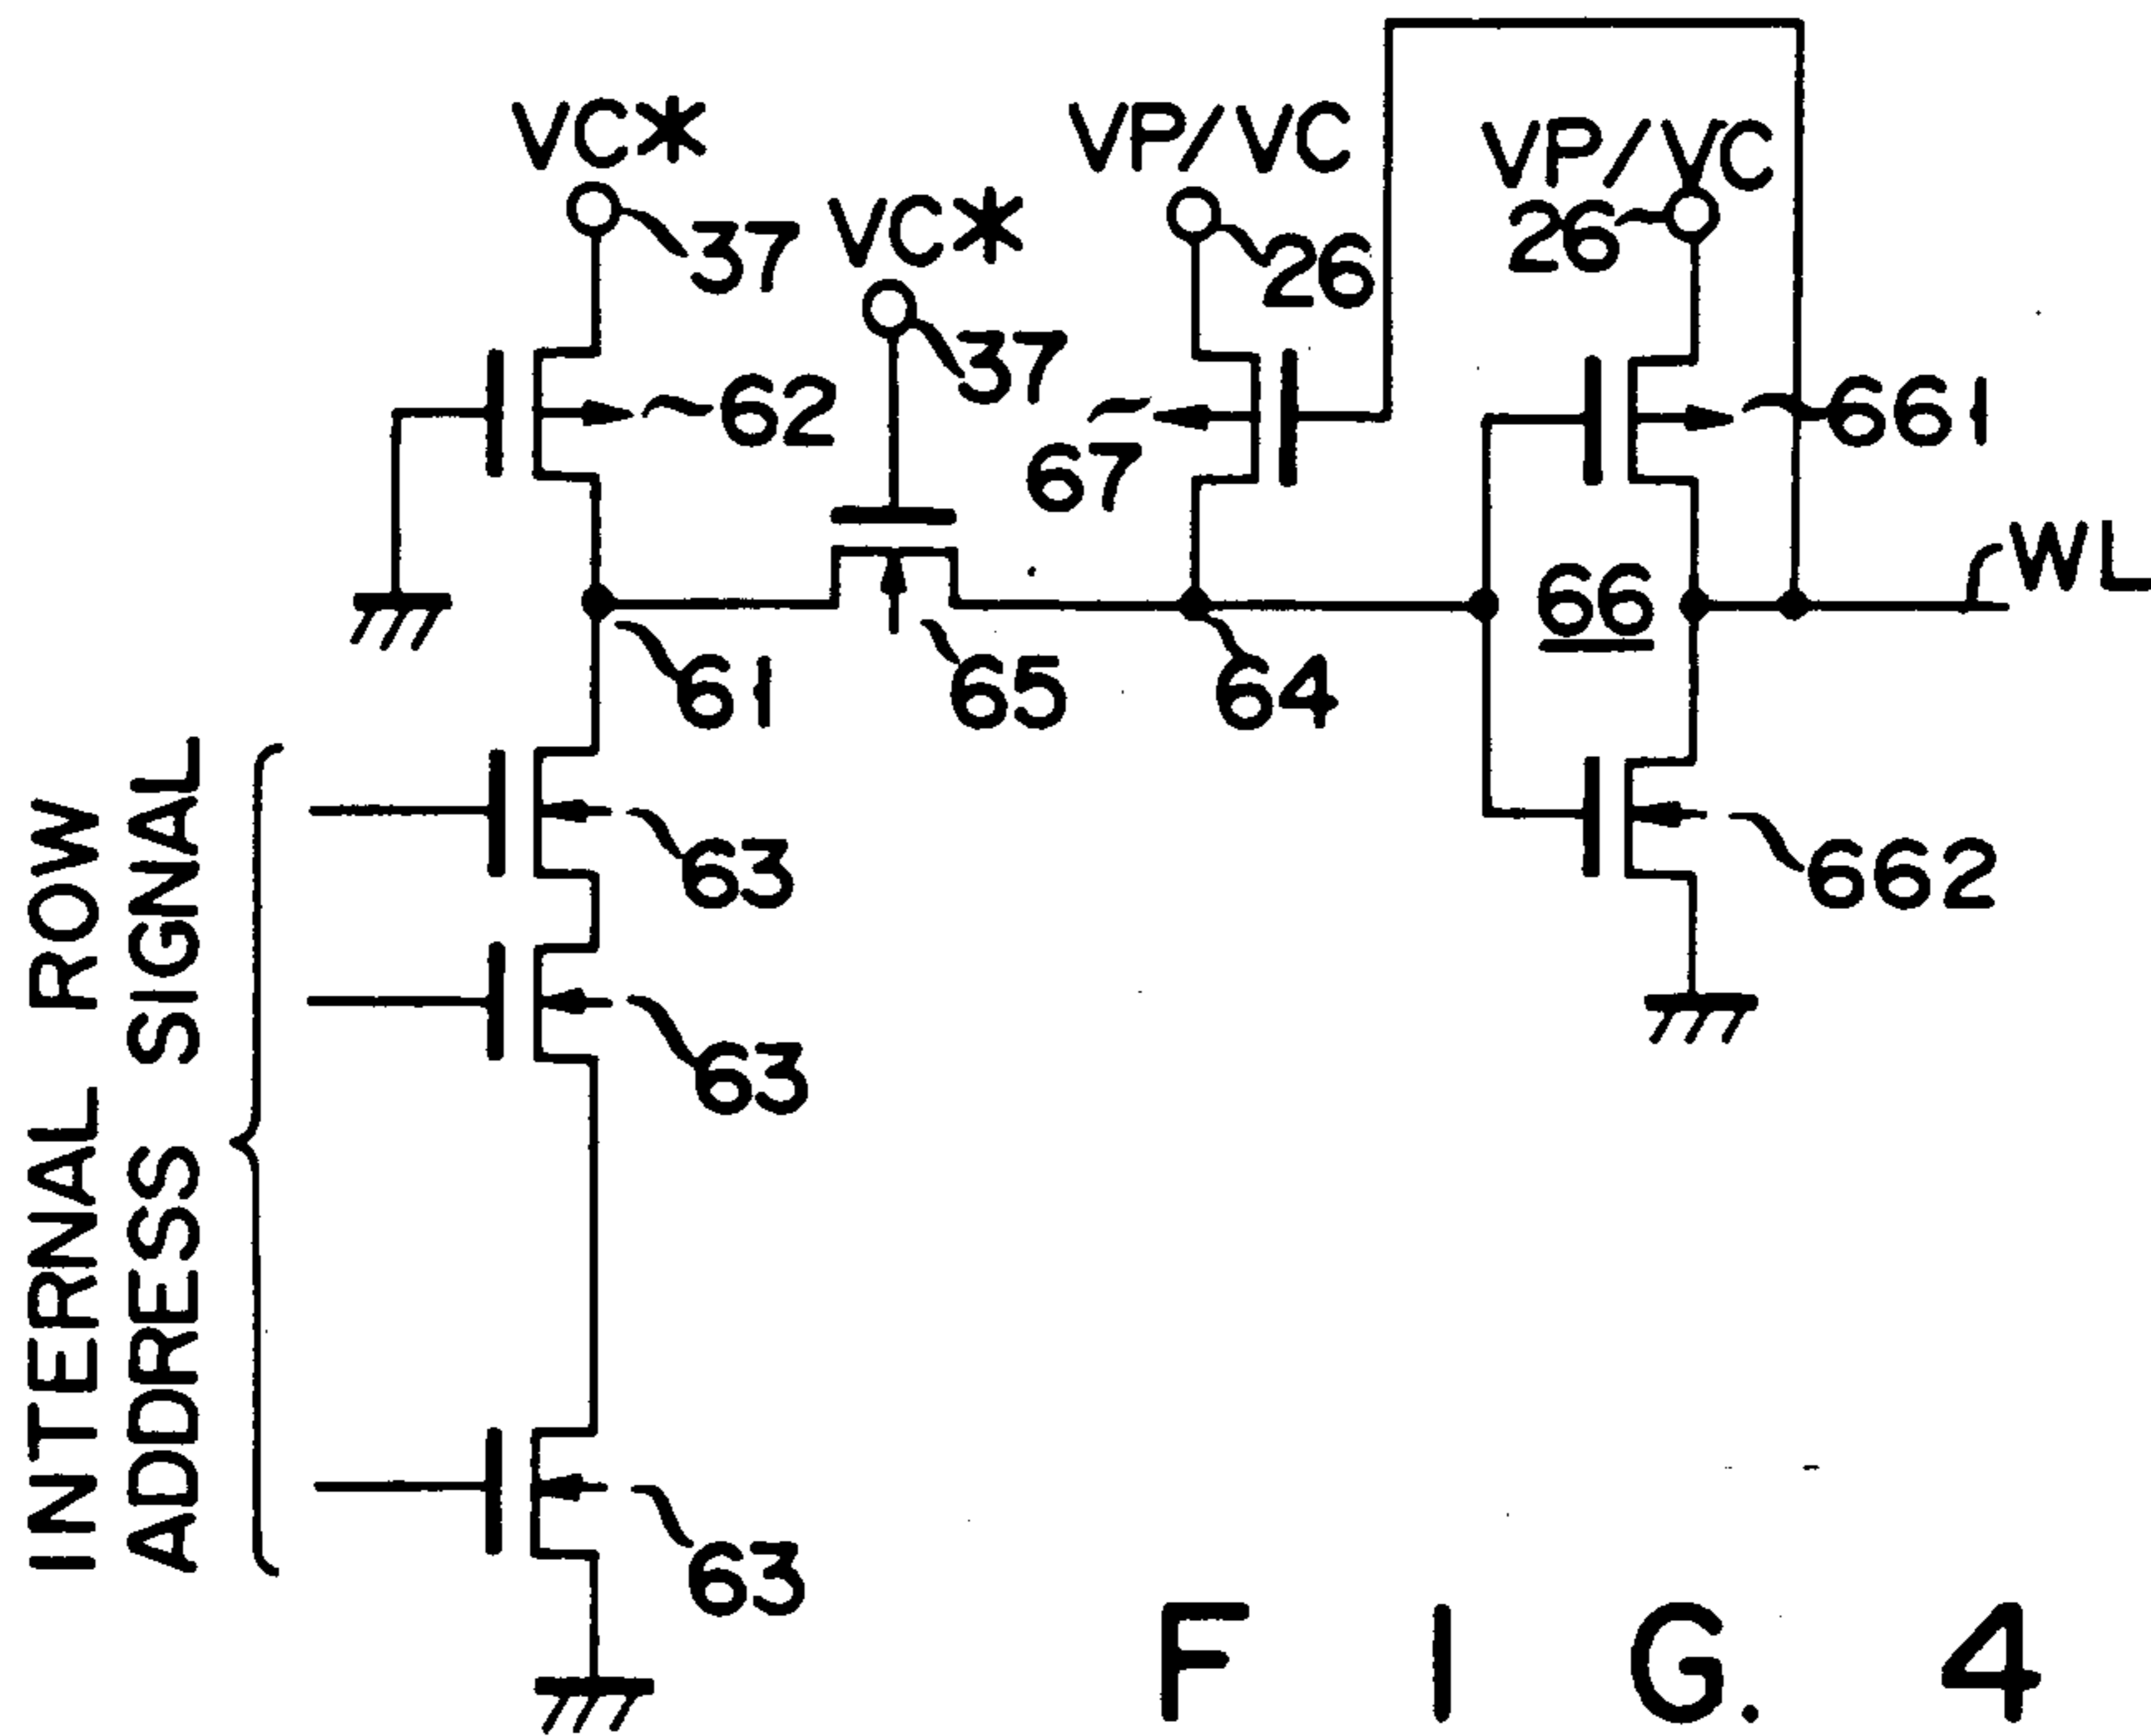 VC*
37
VC*
37
VP/VC
26
VP/VC
26
62
67
661
66
WL
61
65
64
63
662
63
63
INTERNAL ROW
ADDRESS SIGNAL
FIG. 4